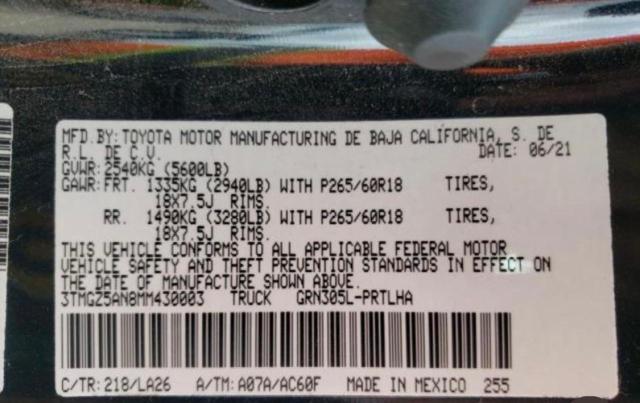 MFD.BY: TOYOTA MOTOR MANUFACTURING DE BAJA CALIFORNIA, S. DE
R.L. DE C.V. DATE: 06/21
GVWR: 2540KG (5600LB)
GAWR: FRT. 1335KG (2940LB) WITH P265/60R18 TIRES,
18X7.5J RIMS.
RR. 1490KG (3280LB) WITH P265/60R18 TIRES,
18X7.5J RIMS.
THIS VEHICLE CONFORMS TO ALL APPLICABLE FEDERAL MOTOR
VEHICLE SAFETY AND THEFT PREVENTION STANDARDS IN EFFECT ON
THE DATE OF MANUFACTURE SHOWN ABOVE.
3TMGZ5AN8MM430003 TRUCK GRN305L-PRTLHA
C/TR: 218/LA26 A/TM: A07A/AC60F MADE IN MEXICO 255